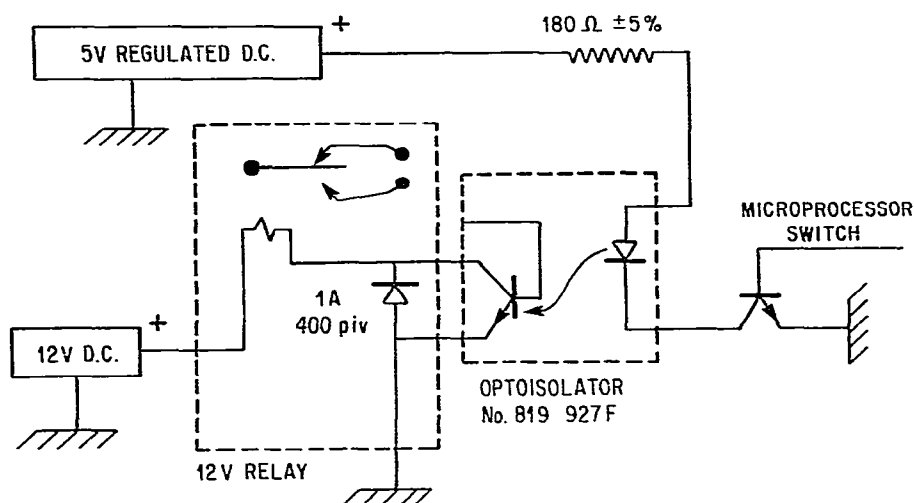 180 Ω ±5%
+
5V REGULATED D.C.
MICROPROCESSOR
SWITCH
1A
400 piv
+
12V D.C.
OPTOISOLATOR
No. 819 927F
12V RELAY